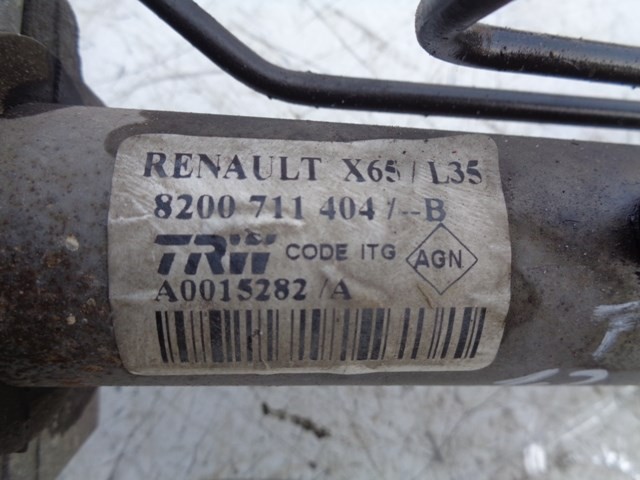 RENAULT X65 / L35
8200 711 404 / --B
TRW CODE ITG AGN
A0015282 / A